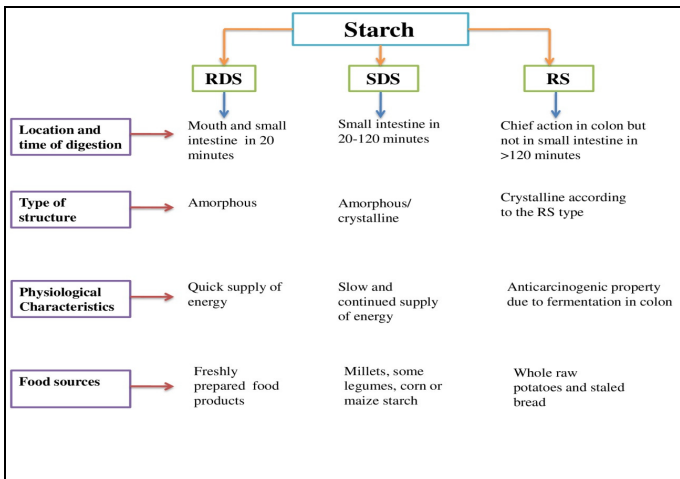 Starch
RDS
SDS
RS
Location and
time of digestion
Mouth and small
intestine in 20
minutes
Small intestine in
20-120 minutes
Chief action in colon but
not in small intestine in
>120 minutes
Type of
structure
Amorphous
Amorphous/
crystalline
Crystalline according
to the RS type
Physiological
Characteristics
Quick supply of
energy
Slow and
continued supply
of energy
Anticarcinogenic property
due to fermentation in colon
Food sources
Freshly
prepared food
products
Millets, some
legumes, corn or
maize starch
Whole raw
potatoes and staled
bread